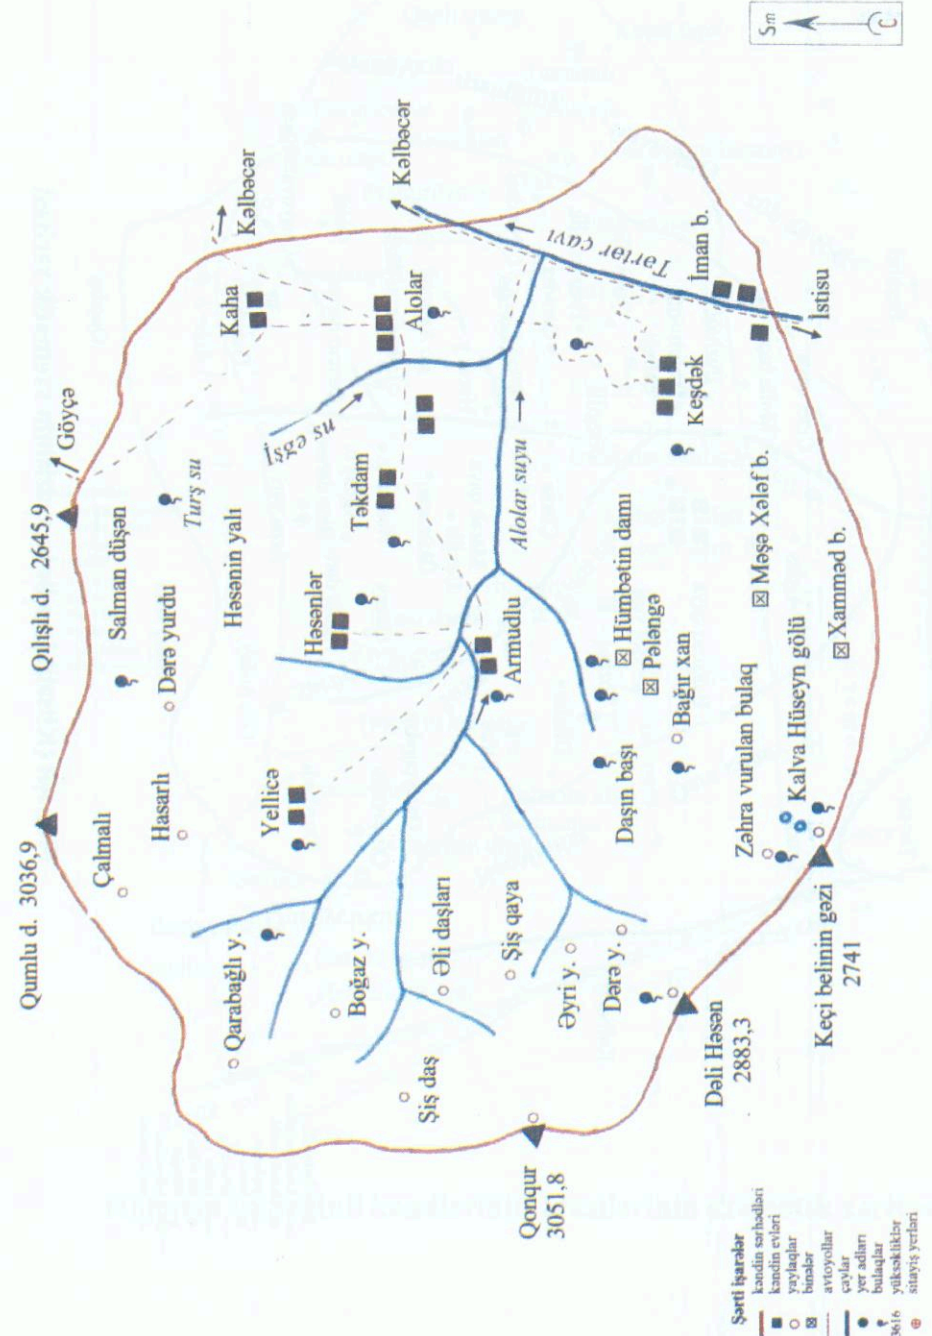 Sm
C
Qumlu d. 3036,9
Qılışlı d. 2645,9
Göyçə
Kəlbəcər
Kəlbəcər
Çalmalı
Salman düşən
Hasarlı
Dərə yurdu
Turş su
Həsənin yalı
Kaha
Qarabağlı y.
Yellicə
Həsənlər
Təkdam
İşğə su
Alolar
Boğaz y.
Şiş daş
Əli daşları
Şiş qaya
Armudlu
Alolar suyu
Tərtər çayı
Qonqur
3051,8
Əyri y.
Dərə y.
Daşın başı
Hümbətin damı
Pələngə
Bağır xan
Keşdək
İman b.
İstisu
Dəli Həsən
2883,3
Zəhra vurulan bulaq
Kalva Hüseyn gölü
Məşə Xələf b.
Xamməd b.
Keçi belinin gəzi
2741
Şərti işarələr
kəndin sərhədləri
kəndin evləri
yaylaqlar
binələr
avtoyollar
çaylar
yer adları
bulaqlar
3616 yüksəkliklər
sitayiş yerləri